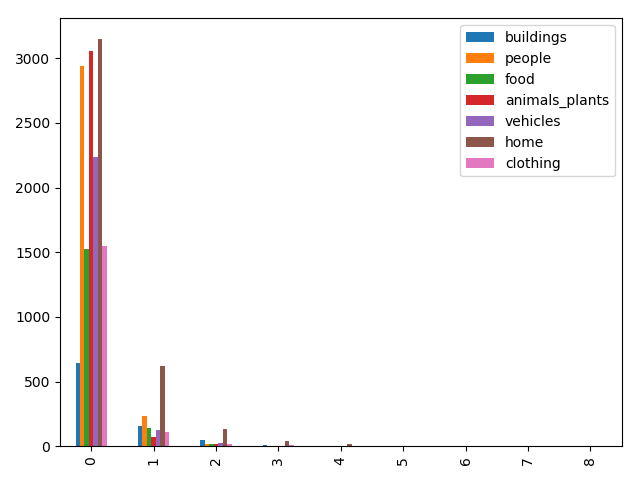 buildings
people
food
animals_plants
vehicles
home
clothing
3000
2500
2000
1500
1000
500
0
0 1 2 3 4 5 6 7 8